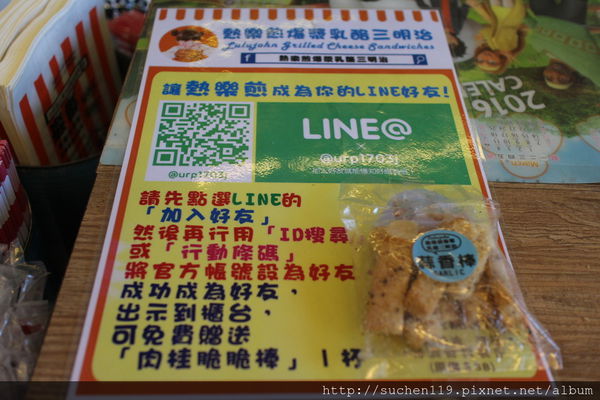 熱樂煎爆漿乳酪三明治
Lulujohn Grilled Cheese Sandwiches
f 熱樂煎爆漿乳酪三明治
讓熱樂煎成為你的LINE好友!
LINE@
@urp1703j
@urp1703j
請先點選LINE的
「加入好友」
然後再行用「ID搜尋」
或「行動條碼」
將官方帳號設為好友
成功成為好友,
出示到櫃台,
可免費贈送
「肉桂脆脆棒」1杯
蒜香棒
GARLIC
2016
http://suchen119.pixnet.net/album